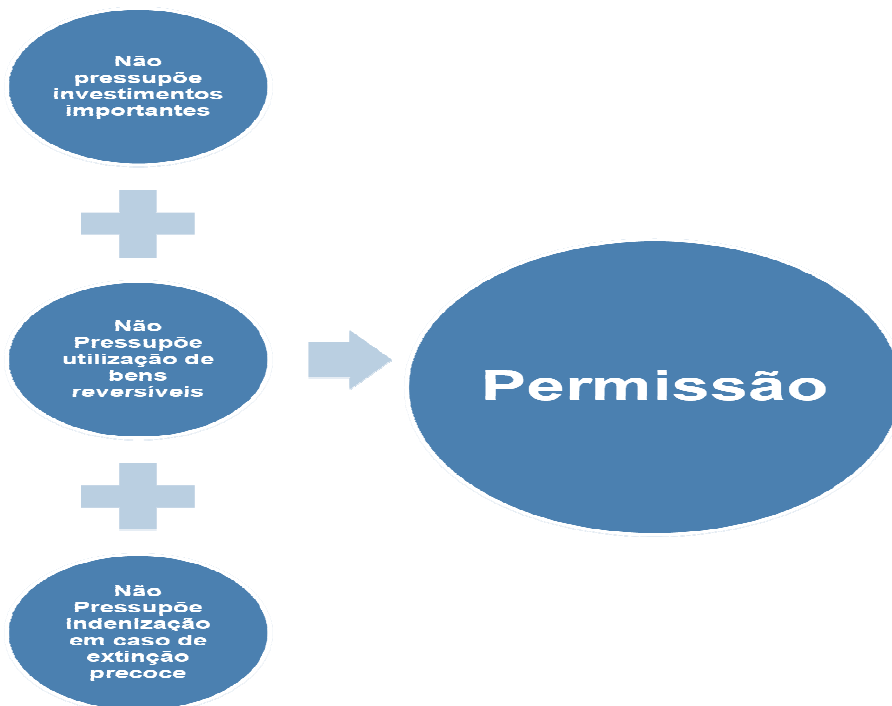 Não
pressupõe
investimentos
importantes
Não
Pressupõe
utilização de
bens
reversíveis
Permissão
Não
Pressupõe
indenização
em caso de
extinção
precoce